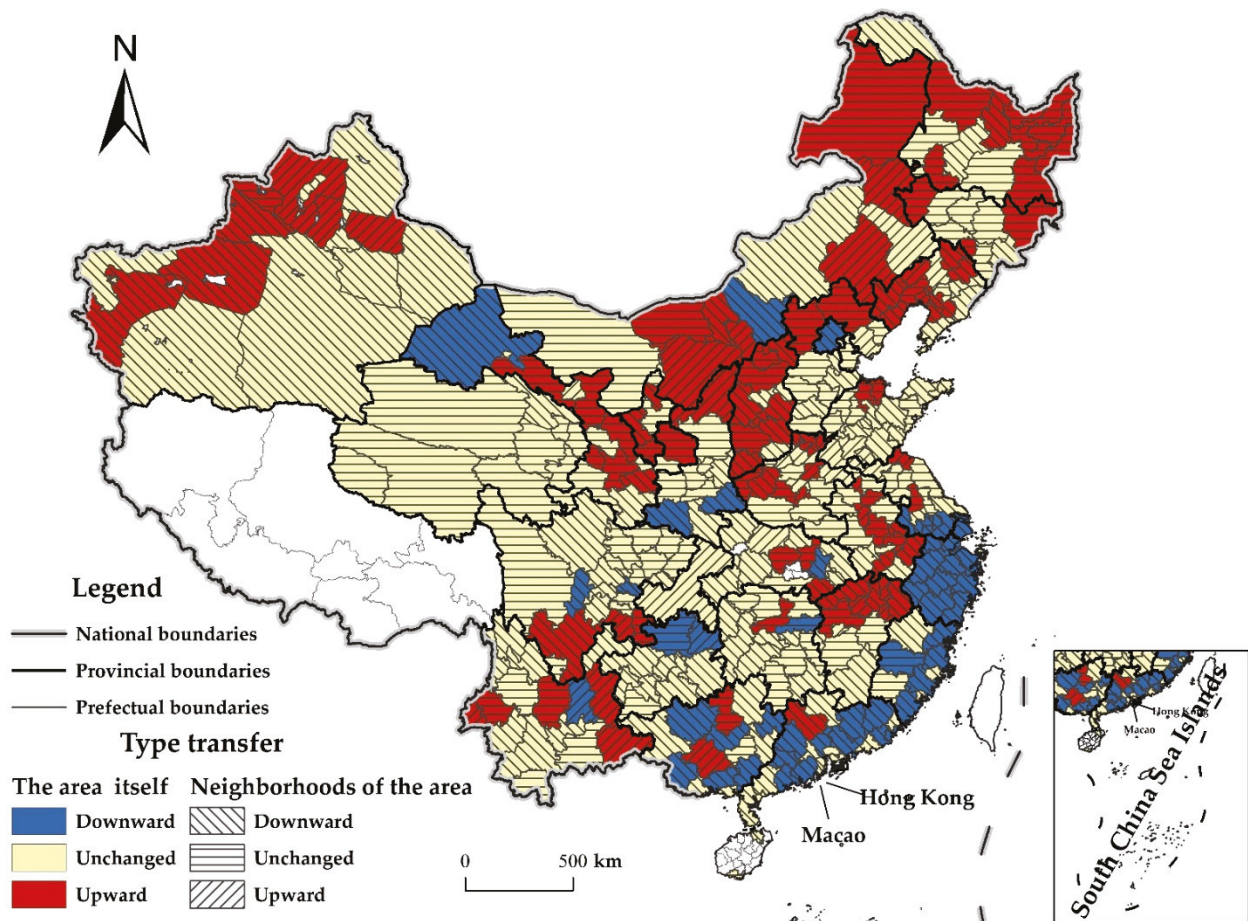 N
Legend
National boundaries
Provincial boundaries
Prefectual boundaries
Type transfer
The area itself
Neighborhoods of the area
Downward
Downward
Unchanged
Unchanged
Upward
Upward
0
500 km
Hong Kong
Macao
Hong Kong
Macao
South China Sea Islands